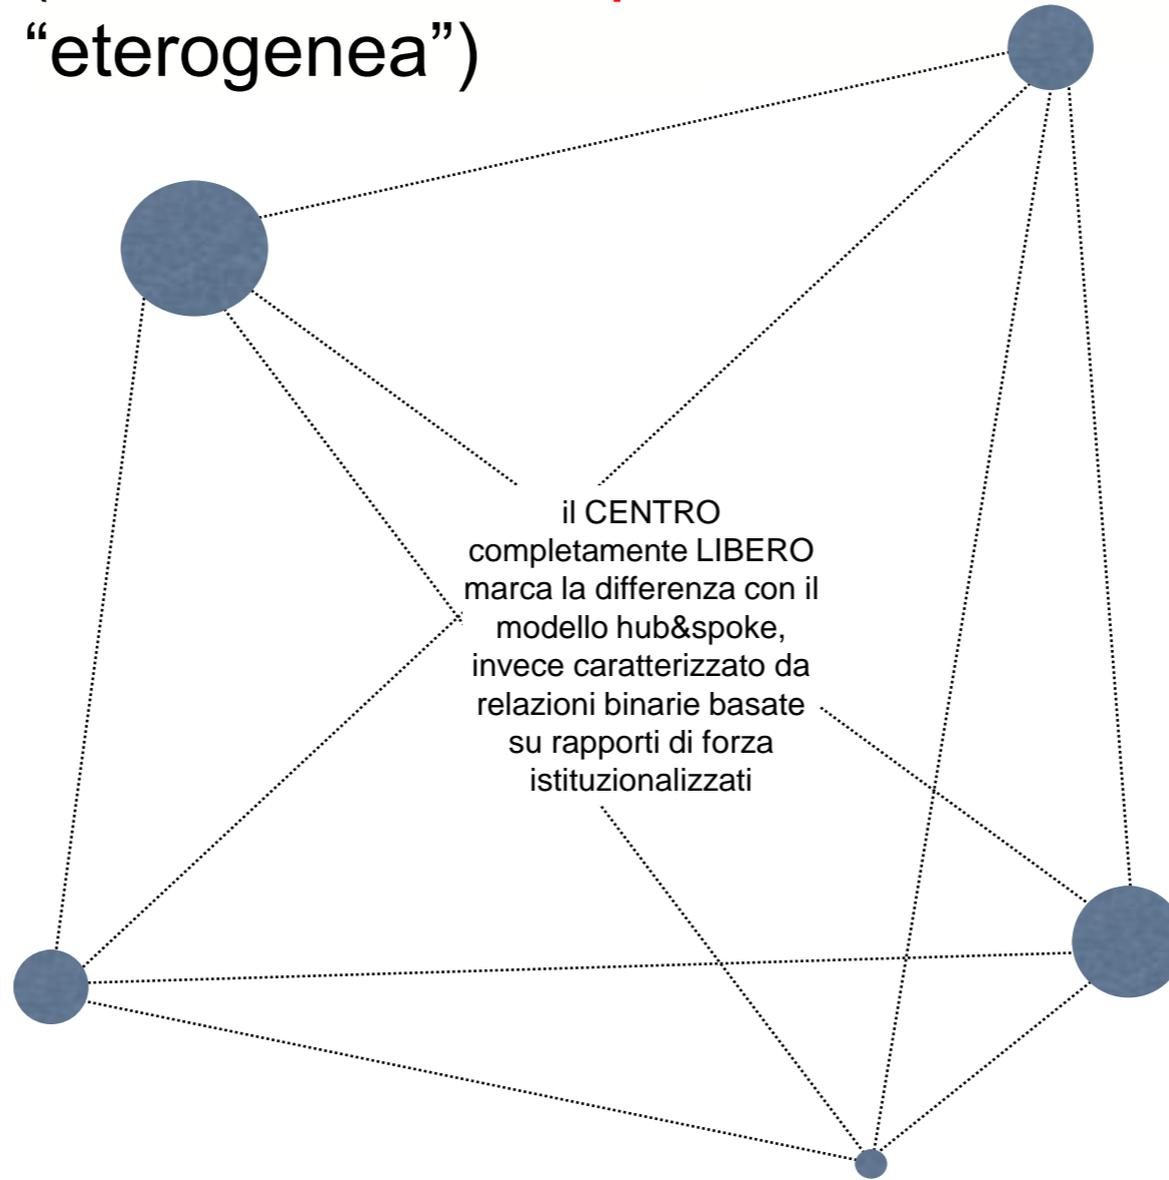 “eterogenea”)
il CENTRO
completamente LIBERO
marca la differenza con il
modello hub&spoke,
invece caratterizzato da
relazioni binarie basate
su rapporti di forza
istituzionalizzati